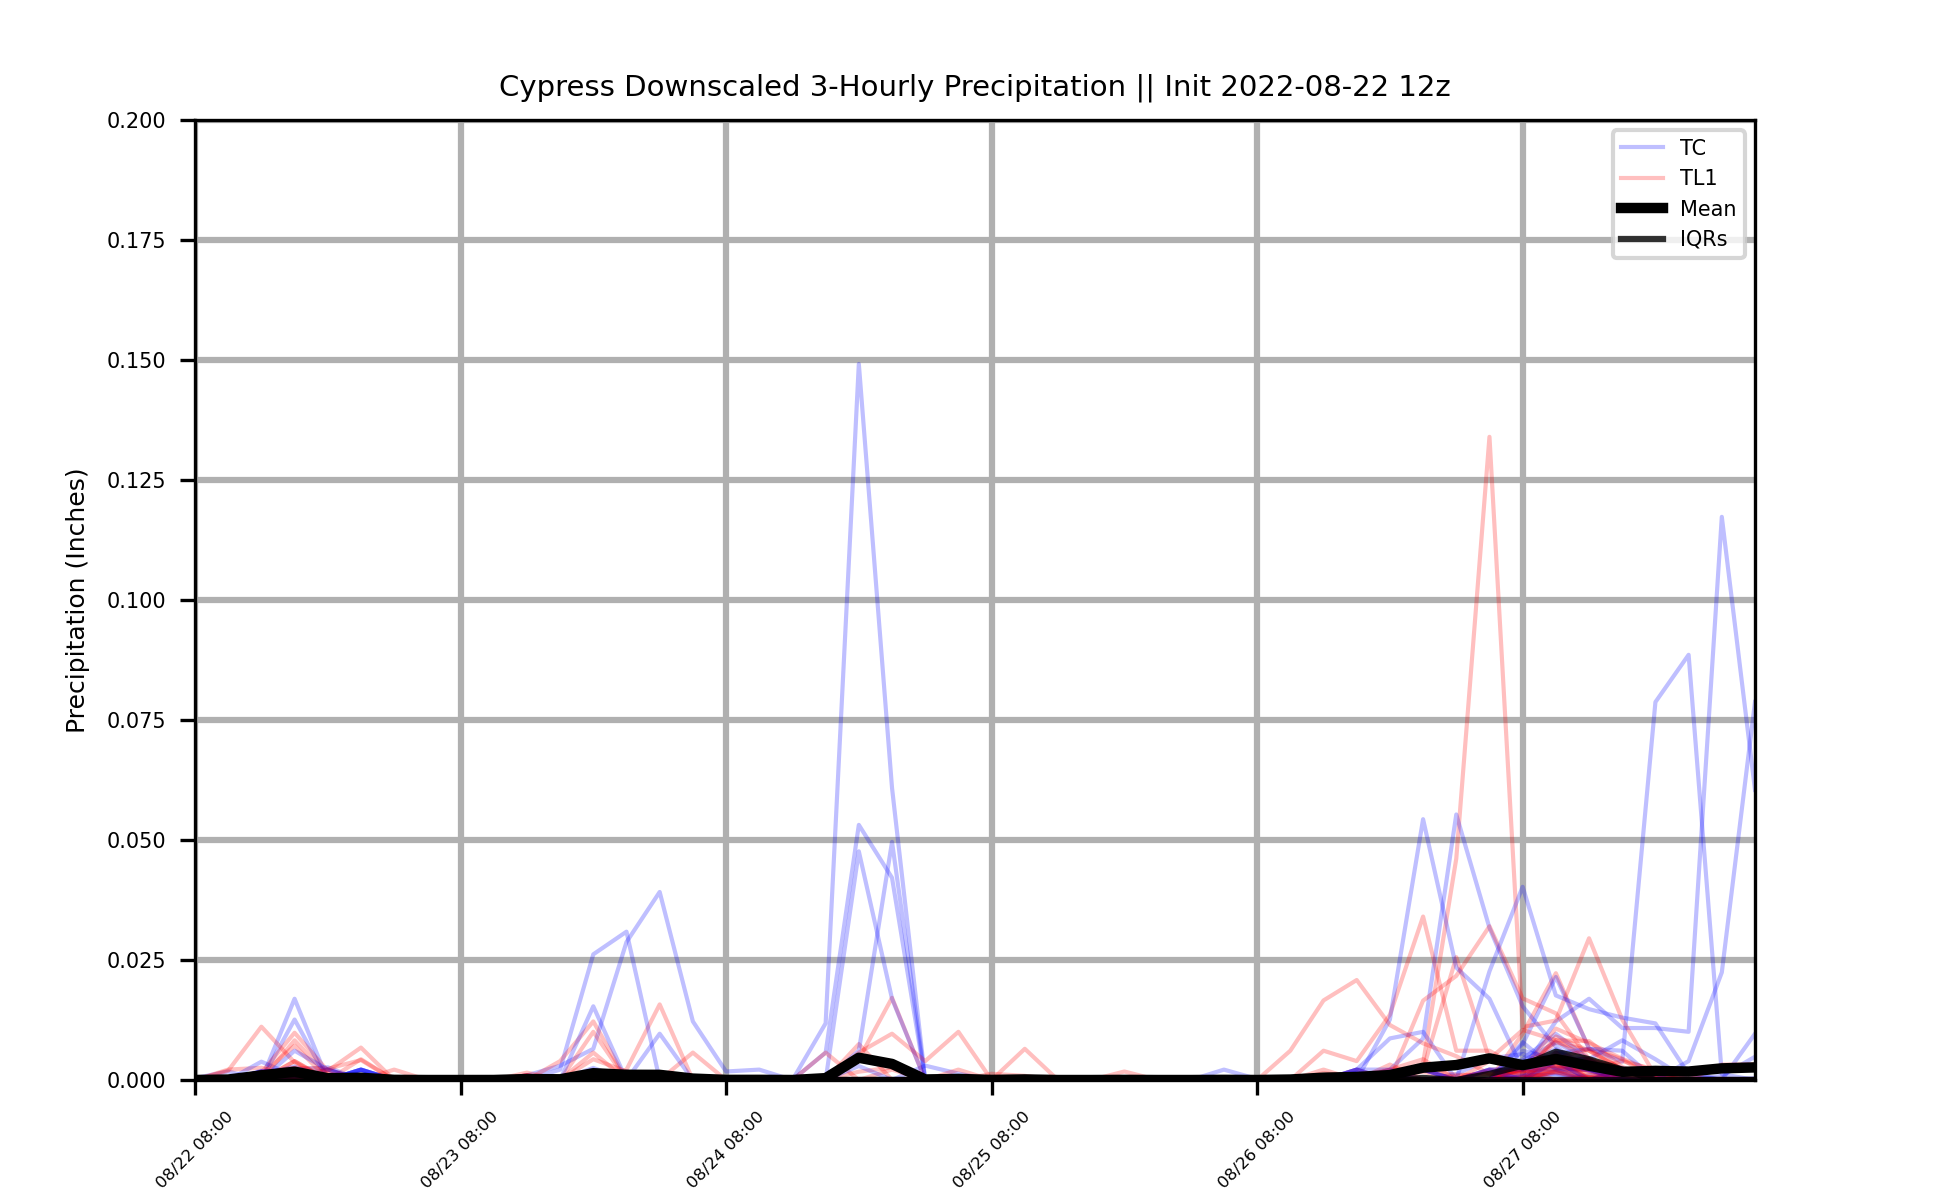 Cypress Downscaled 3-Hourly Precipitation || Init 2022-08-22 12z
0.200
0.175
0.150
0.125
0.100
0.075
0.050
0.025
0.000
Precipitation (Inches)
TC
TL1
Mean
IQRs
08/22 08:00
08/23 08:00
08/24 08:00
08/25 08:00
08/26 08:00
08/27 08:00